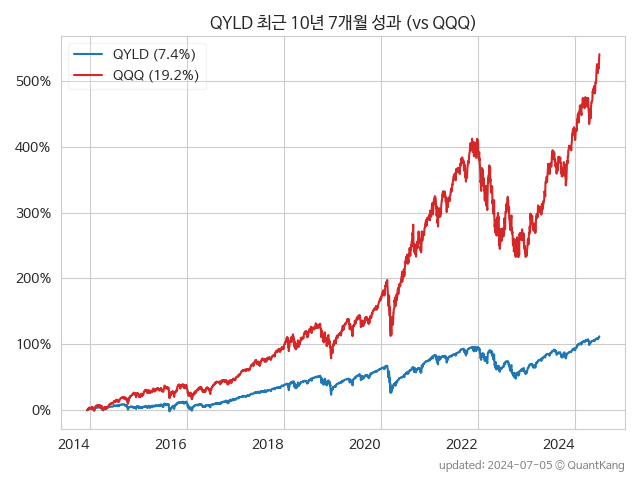 QYLD 최근 10년 7개월 성과 (vs QQQ)
QYLD (7.4%)
QQQ (19.2%)
500%
400%
300%
200%
100%
0%
2014 2016 2018 2020 2022 2024
updated: 2024-07-05 © QuantKang